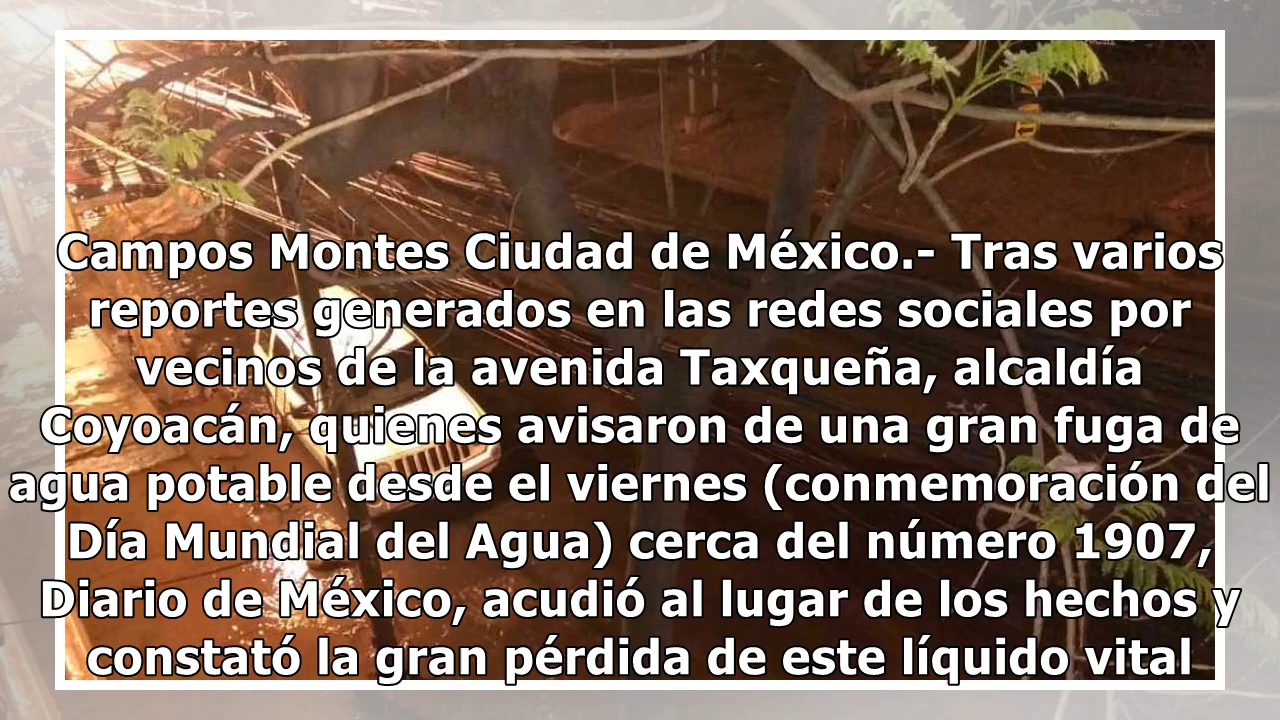 Campos Montes Ciudad de México.- Tras varios
reportes generados en las redes sociales por
vecinos de la avenida Taxqueña, alcaldía
Coyoacán, quienes avisaron de una gran fuga de
agua potable desde el viernes (conmemoración del
Día Mundial del Agua) cerca del número 1907,
Diario de México, acudió al lugar de los hechos y
constató la gran pérdida de este líquido vital